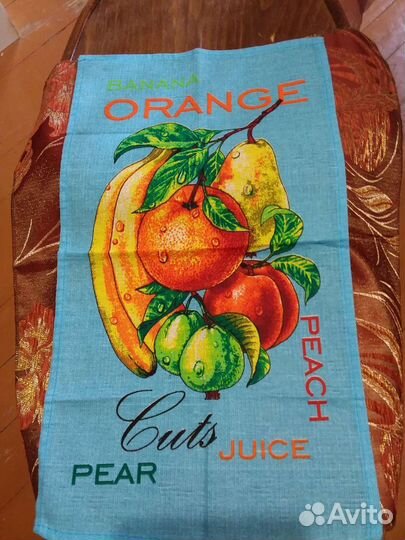 BANANA
ORANGE
PEACH
Cuts
JUICE
PEAR
Avito